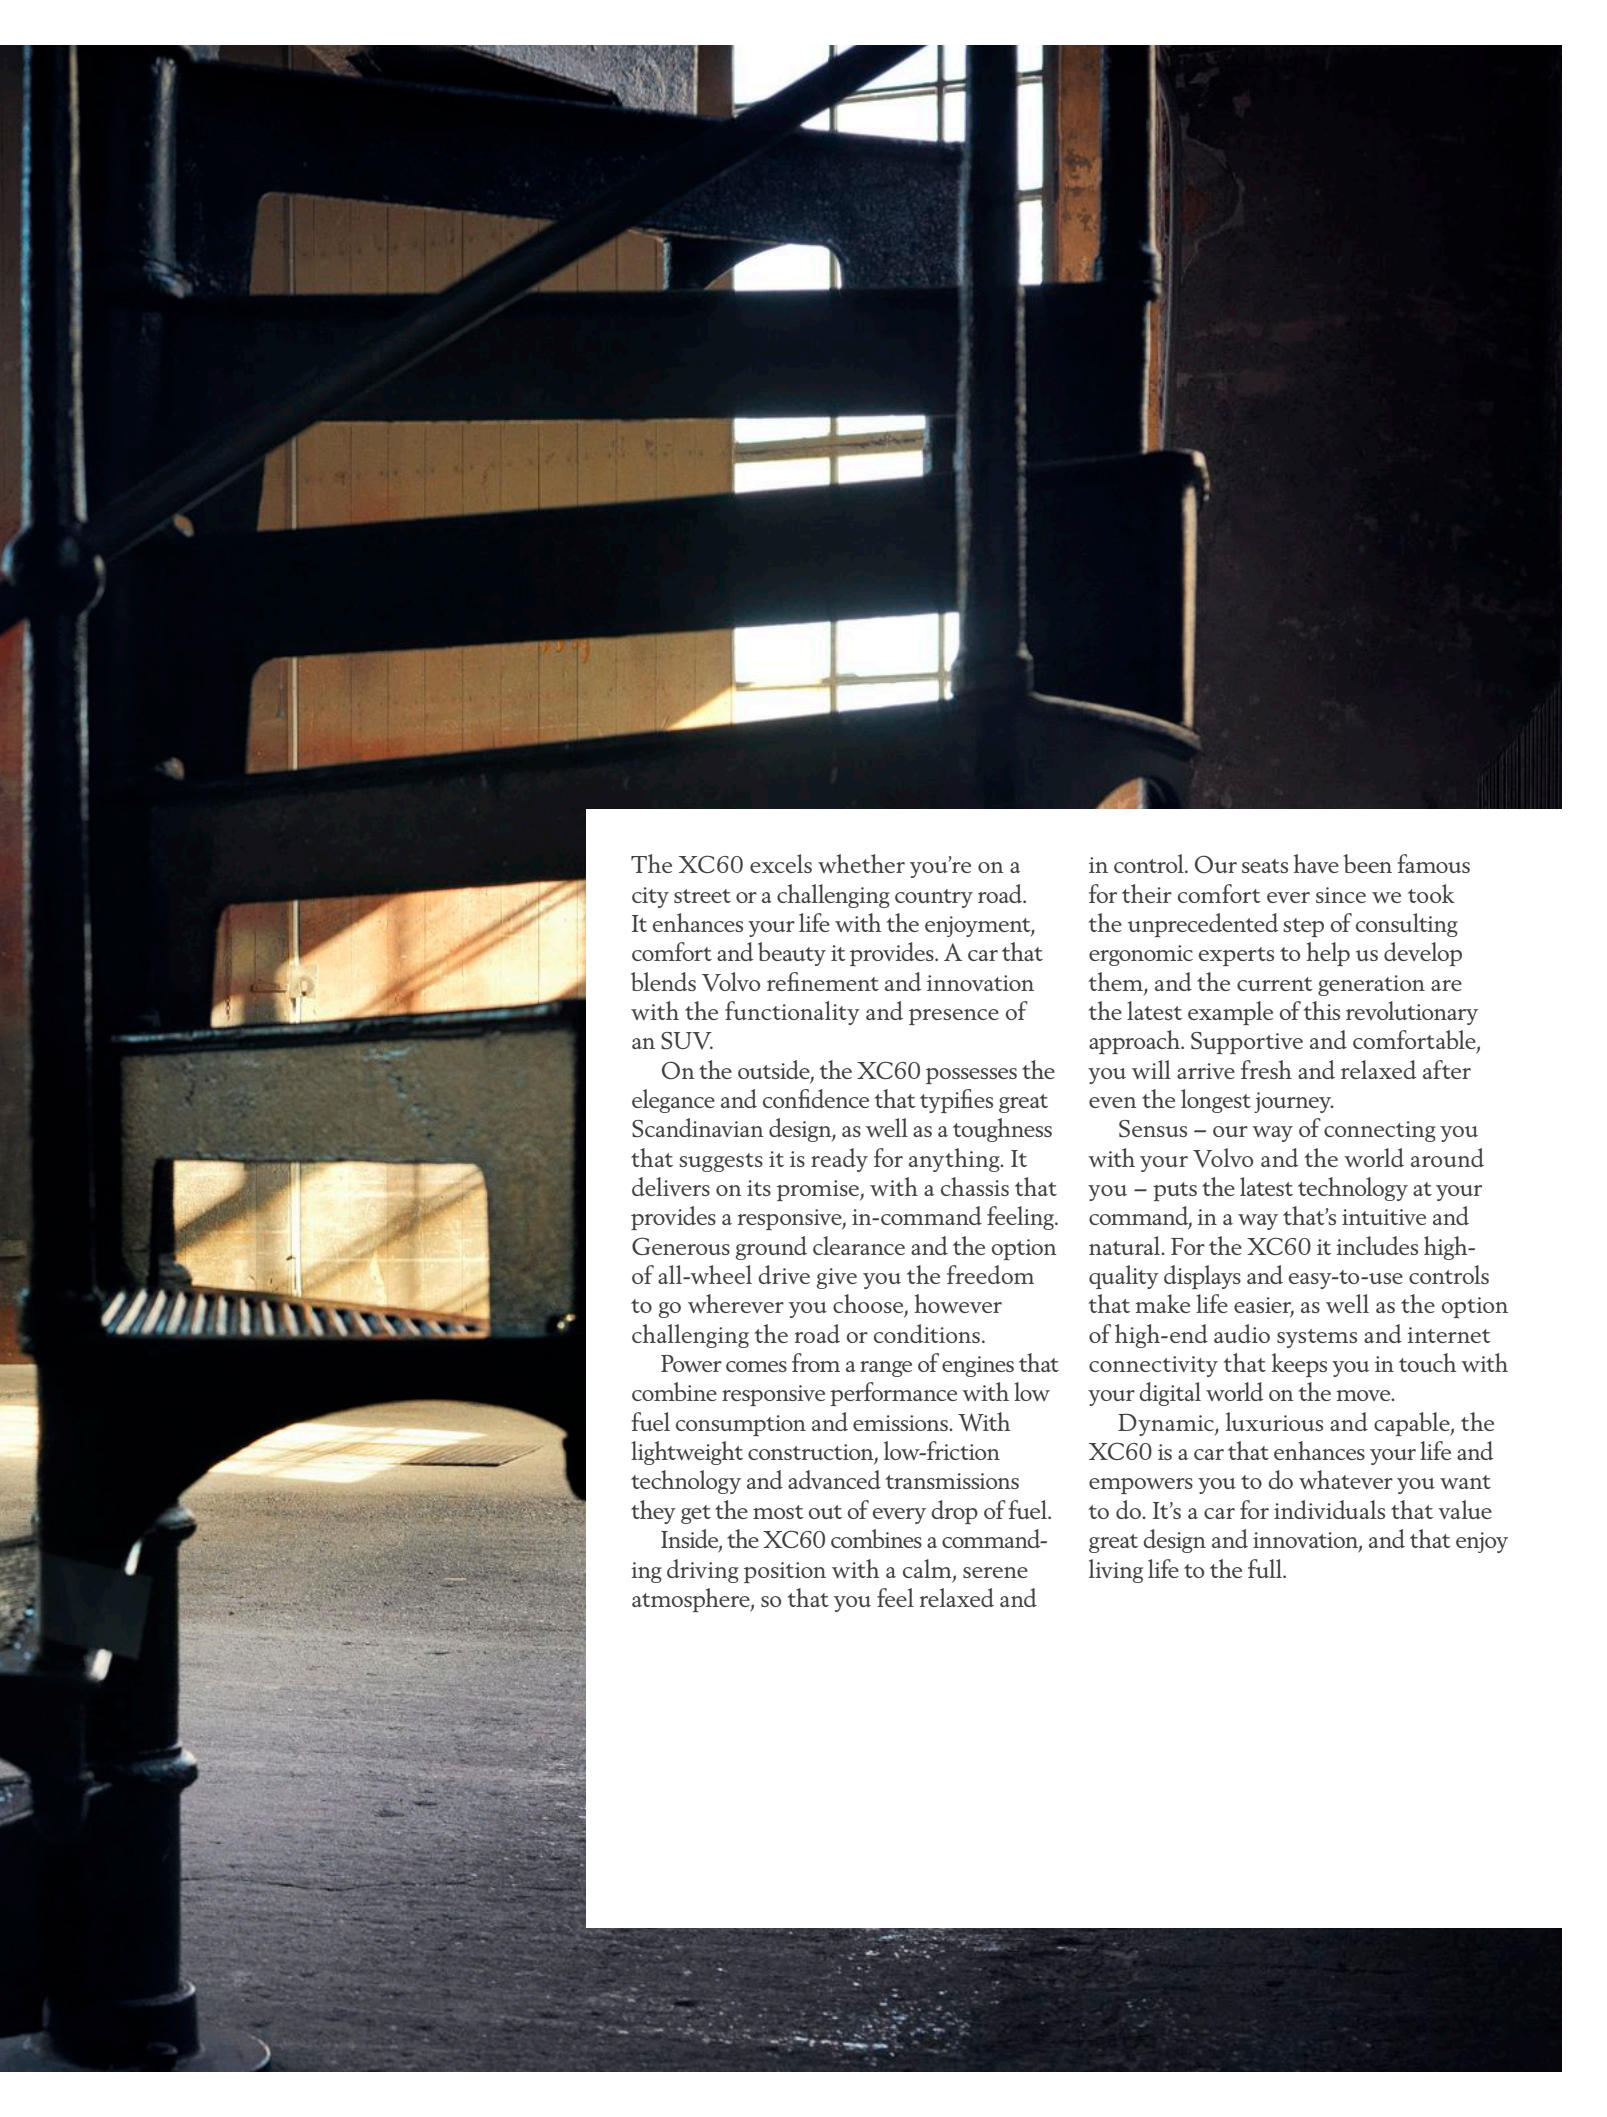 The XC60 excels whether you're on a
city street or a challenging country road.
It enhances your life with the enjoyment,
comfort and beauty it provides. A car that
blends Volvo refinement and innovation
with the functionality and presence of
an SUV.
On the outside, the XC60 possesses the
elegance and confidence that typifies great
Scandinavian design, as well as a toughness
that suggests it is ready for anything. It
delivers on its promise, with a chassis that
provides a responsive, in-command feeling.
Generous ground clearance and the option
of all-wheel drive give you the freedom
to go wherever you choose, however
challenging the road or conditions.
Power comes from a range of engines that
combine responsive performance with low
fuel consumption and emissions. With
lightweight construction, low-friction
technology and advanced transmissions
they get the most out of every drop of fuel.
Inside, the XC60 combines a command-
ing driving position with a calm, serene
atmosphere, so that you feel relaxed and
in control. Our seats have been famous
for their comfort ever since we took
the unprecedented step of consulting
ergonomic experts to help us develop
them, and the current generation are
the latest example of this revolutionary
approach. Supportive and comfortable,
you will arrive fresh and relaxed after
even the longest journey.
Sensus – our way of connecting you
with your Volvo and the world around
you – puts the latest technology at your
command, in a way that's intuitive and
natural. For the XC60 it includes high-
quality displays and easy-to-use controls
that make life easier, as well as the option
of high-end audio systems and internet
connectivity that keeps you in touch with
your digital world on the move.
Dynamic, luxurious and capable, the
XC60 is a car that enhances your life and
empowers you to do whatever you want
to do. It's a car for individuals that value
great design and innovation, and that enjoy
living life to the full.